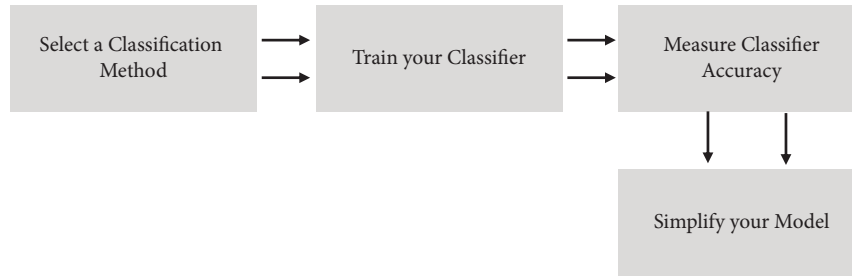 Select a Classification
Method
Train your Classifier
Measure Classifier
Accuracy
Simplify your Model